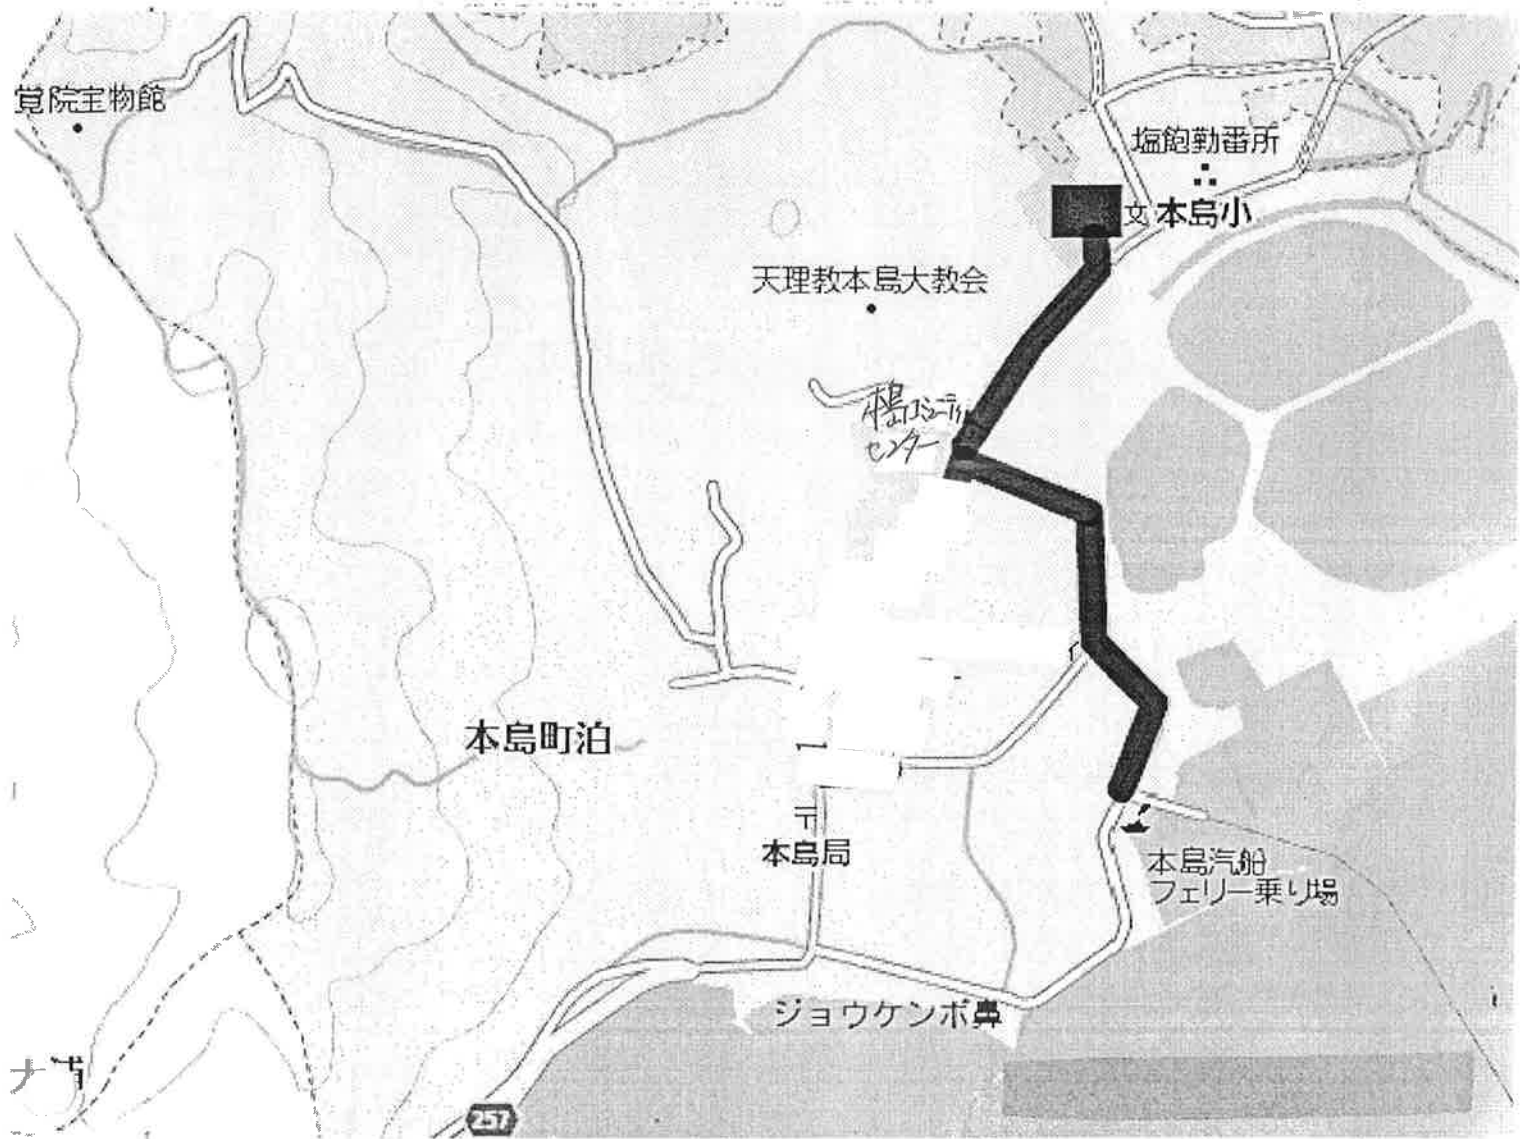 覚院宝物館
塩飽勤番所
文 本島小
天理教本島大教会
本島コミュニティ
センター
本島町泊
〒
本島局
本島汽船
フェリー乗り場
ジョウケンボ鼻
257